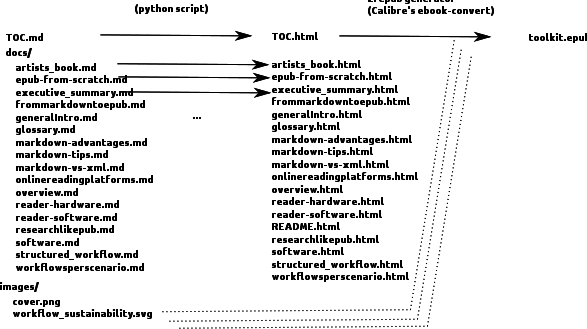 2.epub generator
(python script)
(Calibre's ebook-convert)
TOC.md
TOC.html
toolkit.epu
docs/
artists_book.md
artists_book.html
epub-from-scratch.md
epub-from-scratch.html
executive_summary.md
executive_summary.html
frommarkdowntoepub.md
frommarkdowntoepub.html
generalIntro.md
...
generalIntro.html
glossary.md
glossary.html
markdown-advantages.md
markdown-advantages.html
markdown-tips.md
markdown-tips.html
markdown-vs-xml.md
markdown-vs-xml.html
onlinereadingplatforms.md
onlinereadingplatforms.html
overview.md
overview.html
reader-hardware.md
reader-hardware.html
reader-software.md
reader-software.html
researchlikepub.md
README.html
software.md
researchlikepub.html
structured_workflow.md
software.html
workflowsperscenario.md
structured_workflow.html
workflowsperscenario.html
images/
cover.png
workflow_sustainability.svg